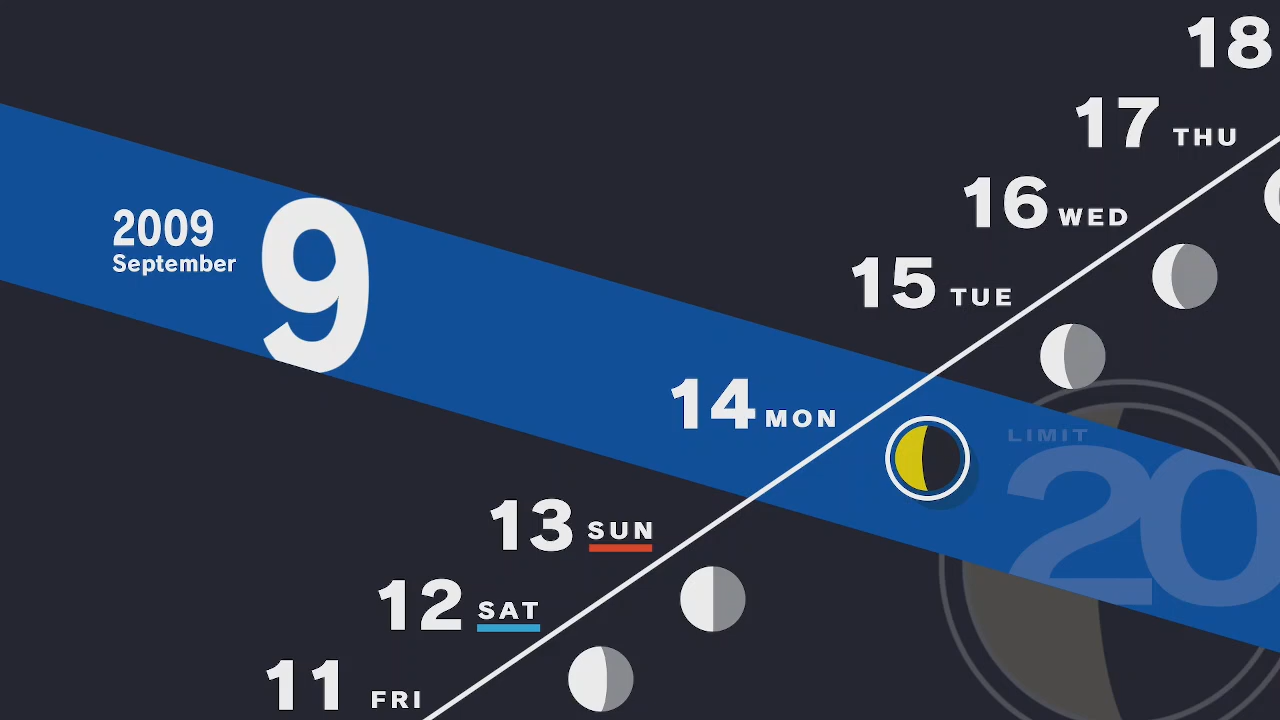 18
17 THU
16 WED
2009
September
9
15 TUE
14 MON
LIMIT
20
13 SUN
12 SAT
11 FRI